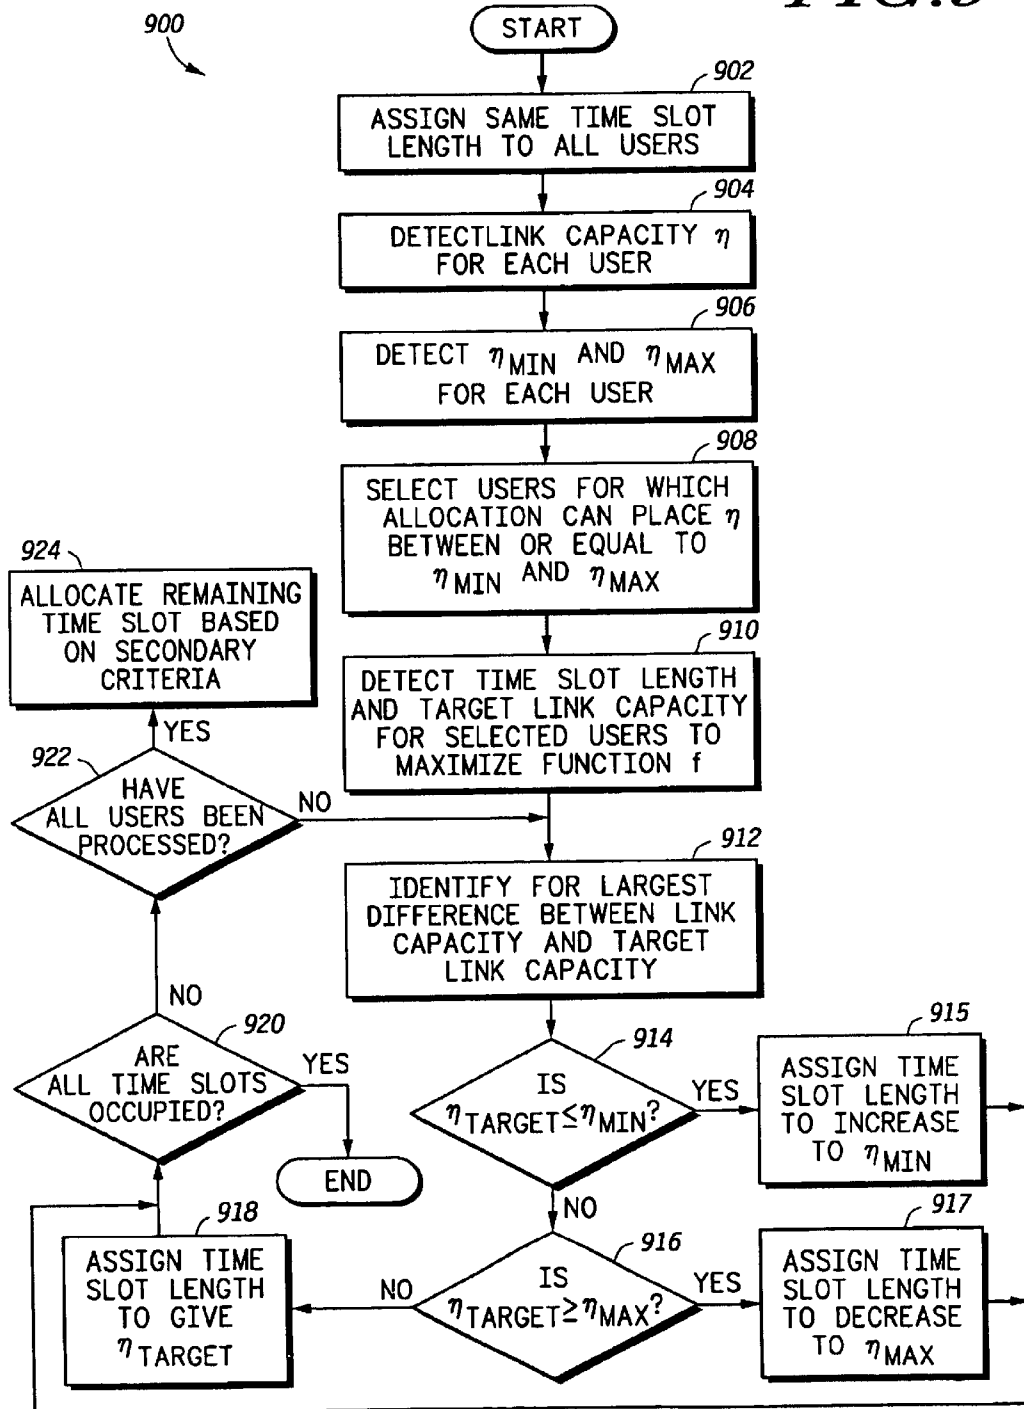 900
START
902
ASSIGN SAME TIME SLOT
LENGTH TO ALL USERS
904
DETECTLINK CAPACITY η
FOR EACH USER
906
DETECT ηMIN AND ηMAX
FOR EACH USER
908
SELECT USERS FOR WHICH
ALLOCATION CAN PLACE η
BETWEEN OR EQUAL TO
ηMIN AND ηMAX
910
DETECT TIME SLOT LENGTH
AND TARGET LINK CAPACITY
FOR SELECTED USERS TO
MAXIMIZE FUNCTION f
912
IDENTIFY FOR LARGEST
DIFFERENCE BETWEEN LINK
CAPACITY AND TARGET
LINK CAPACITY
914
IS
ηTARGET≤ηMIN?
YES
915
ASSIGN TIME
SLOT LENGTH
TO INCREASE
TO ηMIN
NO
916
IS
ηTARGET≥ηMAX?
YES
917
ASSIGN TIME
SLOT LENGTH
TO DECREASE
TO ηMAX
NO
918
ASSIGN TIME
SLOT LENGTH
TO GIVE
ηTARGET
920
ARE
ALL TIME SLOTS
OCCUPIED?
YES
END
NO
922
HAVE
ALL USERS BEEN
PROCESSED?
NO
YES
924
ALLOCATE REMAINING
TIME SLOT BASED
ON SECONDARY
CRITERIA